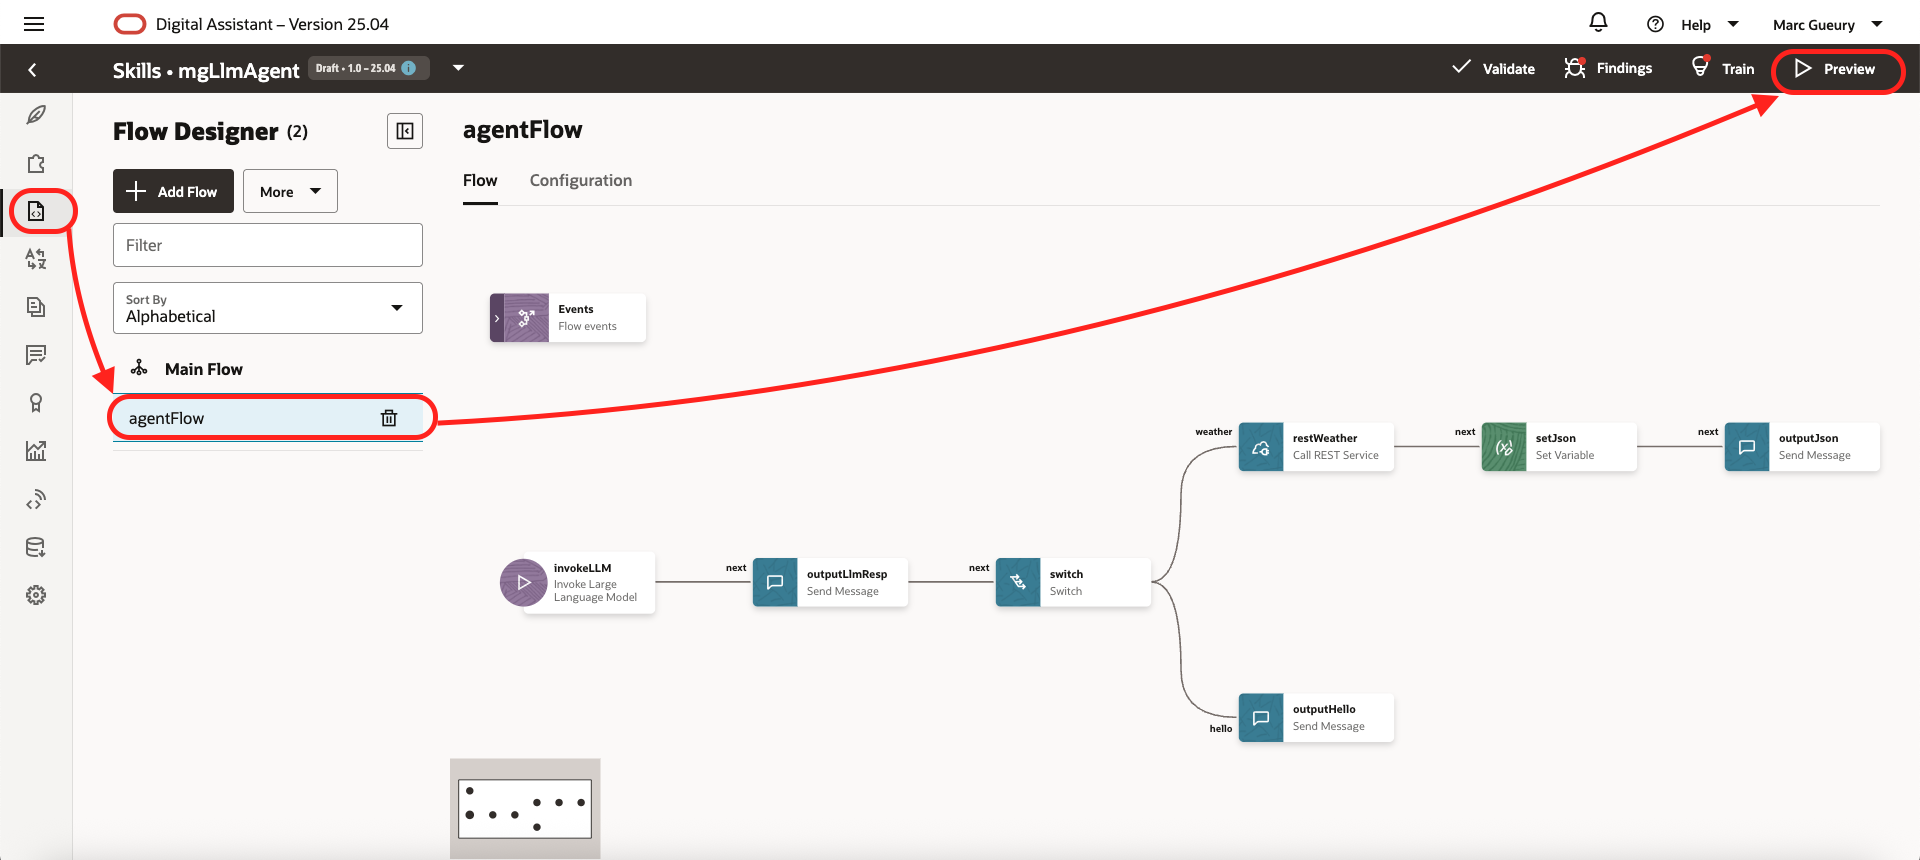 Digital Assistant – Version 25.04
Help
Marc Gueury
Skills • mgLlmAgent
Draft • 1.0 – 25.04
Validate
Findings
Train
Preview
Flow Designer (2)
Add Flow
More
Filter
Sort By
Alphabetical
Main Flow
agentFlow
agentFlow
Flow
Configuration
Events
Flow events
weather
restWeather
Call REST Service
next
setJson
Set Variable
next
outputJson
Send Message
invokeLLM
Invoke Large
Language Model
next
outputLlmResp
Send Message
next
switch
Switch
hello
outputHello
Send Message